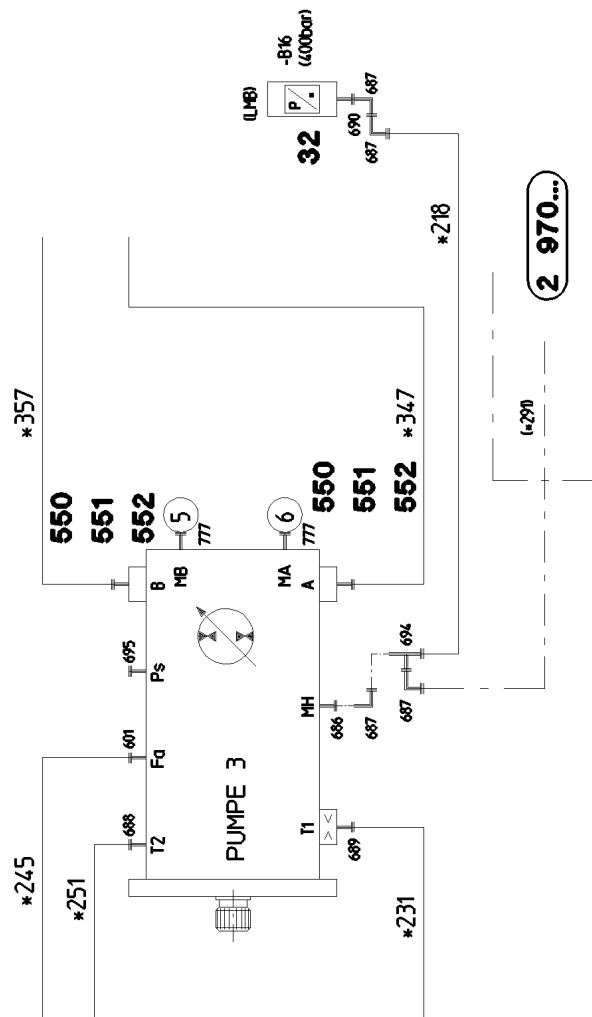 -B16
(400bar)
(LMB)
P
32
687
690
687
*218
2 970...
*357
*347
(*291)
550
551
552
550
551
552
5
777
6
777
B
MB
MA
A
695
Ps
694
687
MH
686
687
601
Fa
PUMPE 3
688
T2
T1
689
*245
*251
*231